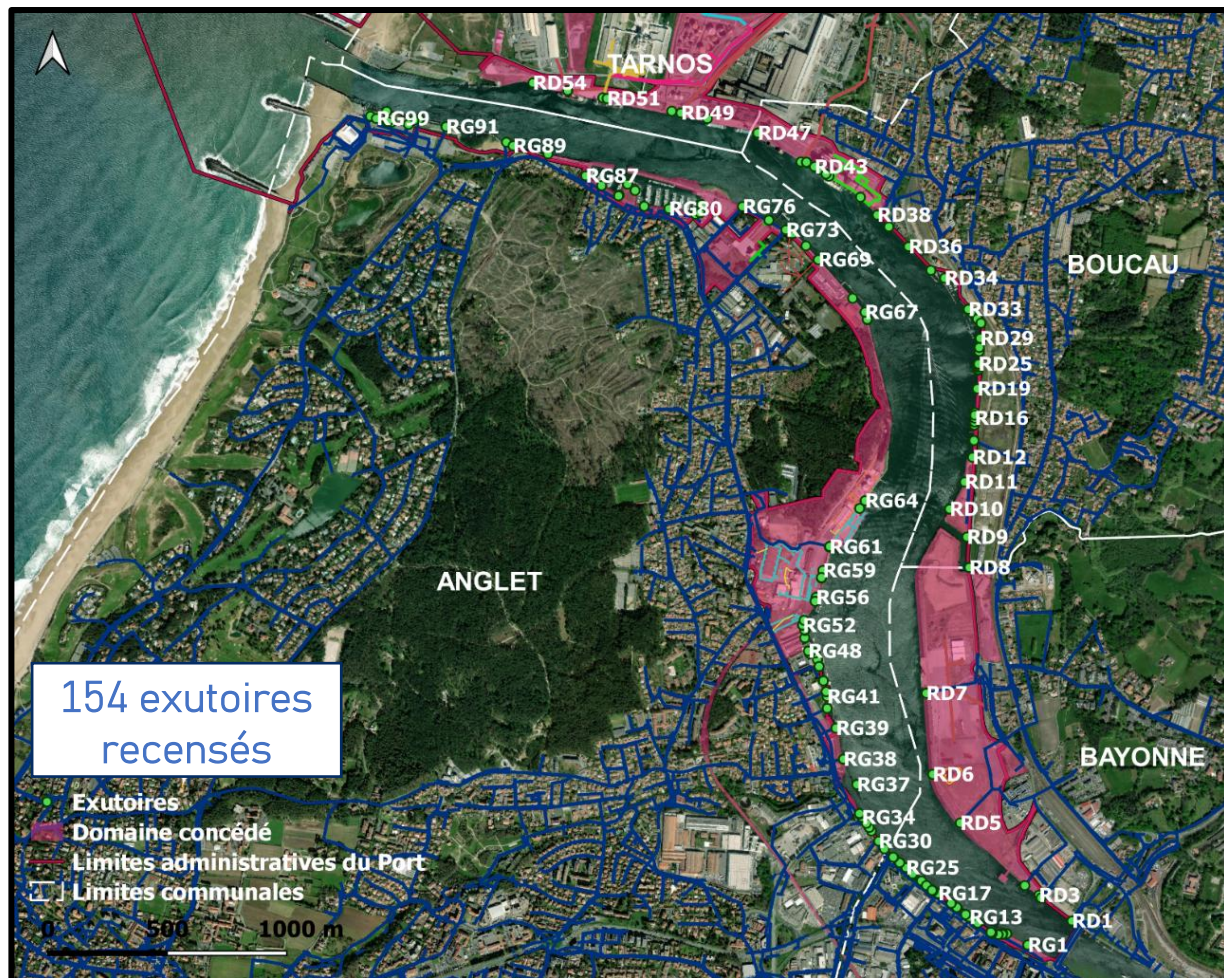 TARNOS
RD54
RD51
RD49
RG99
RG91
RD47
RG89
RD43
RG87
RG80
RG76
RD38
RG73
RD36
RG69
BOUCAU
RD34
RG67
RD33
RD29
RD25
RD19
RD16
RD12
RD11
RG64
RD10
RD9
RG61
RD8
RG59
ANGLET
RG56
RG52
RG48
RD7
RG41
154 exutoires
recensés
RG39
RG38
BAYONNE
RD6
RG37
Exutoires
RG34
RD5
Domaine concédé
RG30
Limites administratives du Port
RG25
Limites communales
RG17
RD3
RG13
RD1
0 500 1000 m
RG1